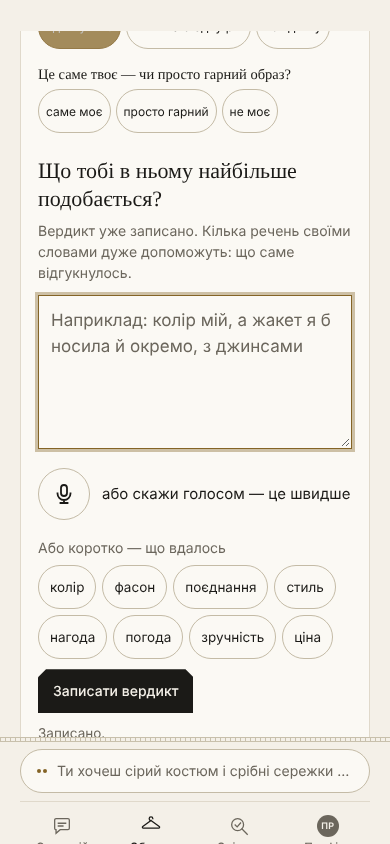 Це саме твоє — чи просто гарний образ?
саме моє
просто гарний
не моє
Що тобі в ньому найбільше
подобається?
Вердикт уже записано. Кілька речень своїми
словами дуже допоможуть: що саме
відгукнулось.
Наприклад: колір мій, а жакет я б
носила й окремо, з джинсами
або скажи голосом — це швидше
Або коротко — що вдалось
колір
фасон
поєднання
стиль
нагода
погода
зручність
ціна
Записати вердикт
Записано.
Ти хочеш сірий костюм і срібні сережки ...
ПР